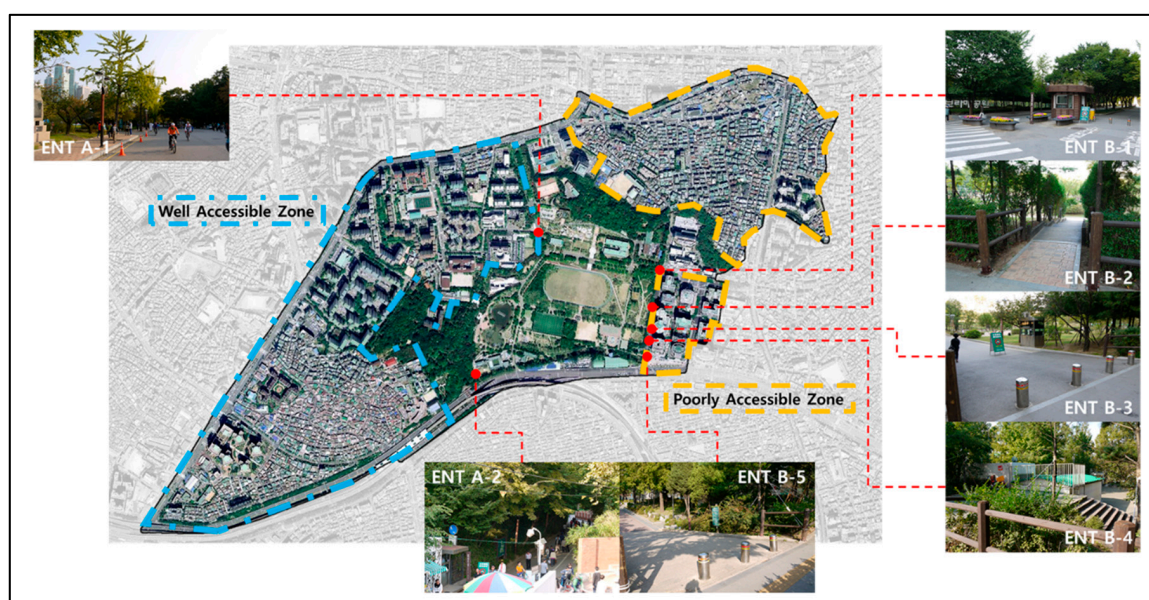 ENT A-1
Well Accessible Zone
ENT B-1
ENT B-2
ENT B-3
Poorly Accessible Zone
ENT B-4
ENT A-2
ENT B-5